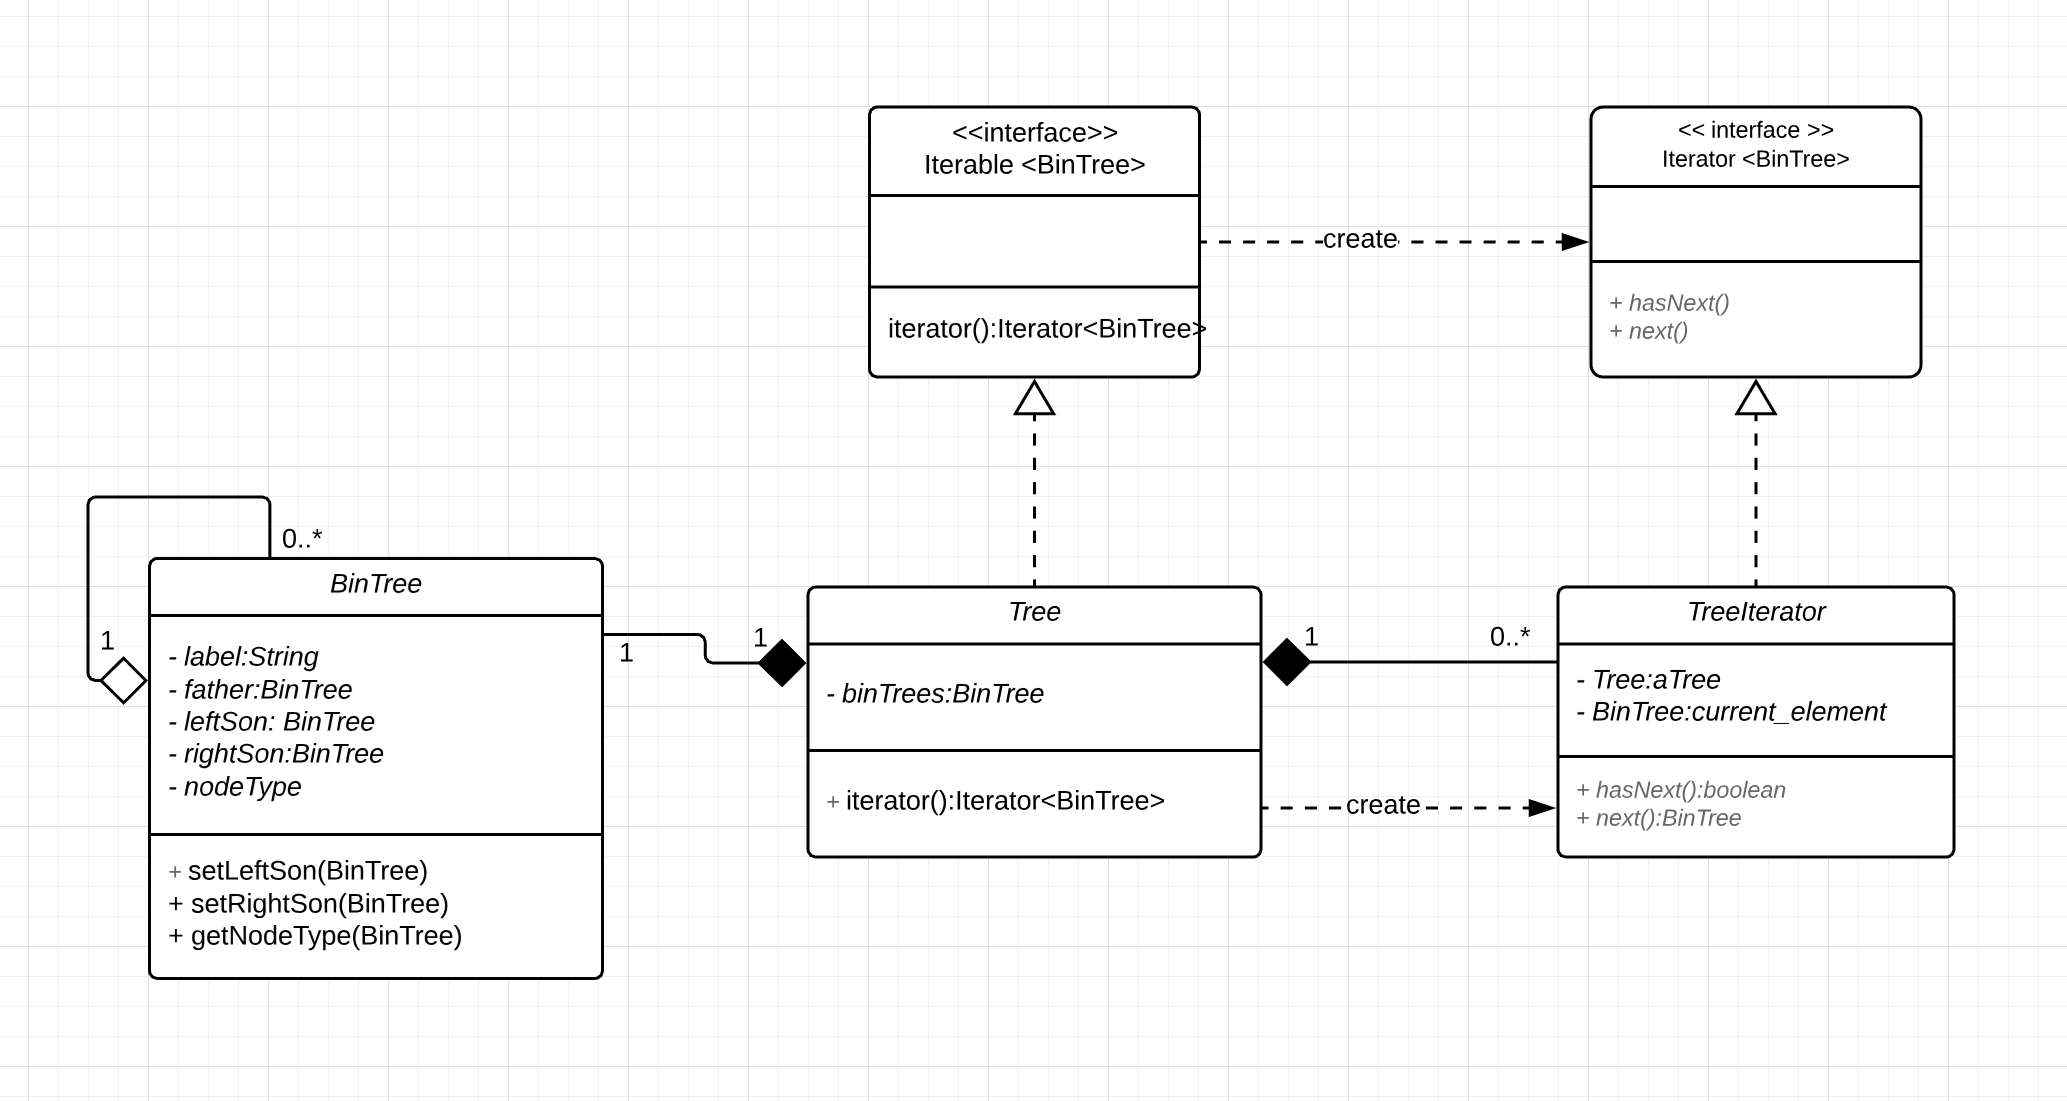 <<interface>>
Iterable <BinTree>
iterator():Iterator<BinTree>
create
<< interface >>
Iterator <BinTree>
+ hasNext()
+ next()
0..*
1
BinTree
- label:String
- father:BinTree
- leftSon: BinTree
- rightSon:BinTree
- nodeType
+ setLeftSon(BinTree)
+ setRightSon(BinTree)
+ getNodeType(BinTree)
1
1
Tree
- binTrees:BinTree
+ iterator():Iterator<BinTree>
1
0..*
create
TreeIterator
- Tree:aTree
- BinTree:current_element
+ hasNext():boolean
+ next():BinTree